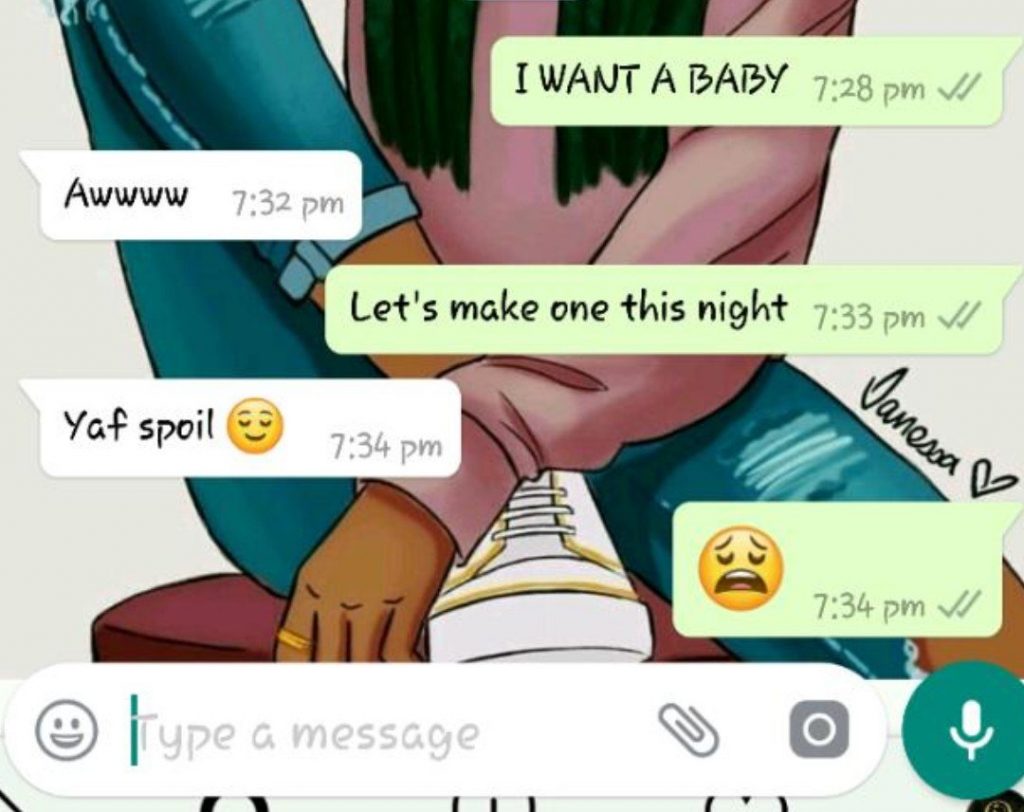 I WANT A BABY 7:28 pm
Awwww 7:32 pm
Let's make one this night 7:33 pm
Yaf spoil 😌 7:34 pm
Vanessa
😩 7:34 pm
Type a message